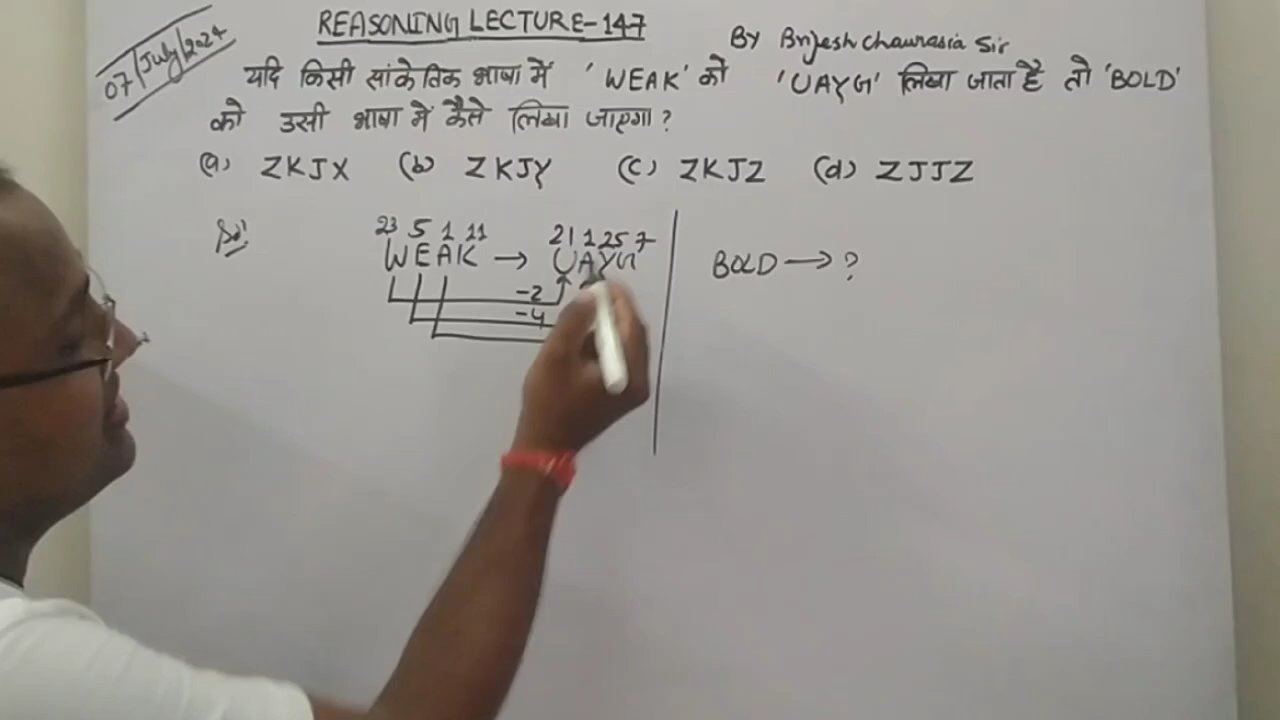 REASONING LECTURE-147
07/July/2024
By Brijesh Chaurasia Sir
यदि किसी सांकेतिक भाषा में 'WEAK' को 'UAYG' लिखा जाता है तो 'BOLD'
को उसी भाषा में कैसे लिखा जाएगा?
(a) ZKJX (b) ZKJY (c) ZKJZ (d) ZJJZ
Sol:
23 5 1 11 21 1 25 7
WEAK → UAYG BOLD → ?
-2
-4